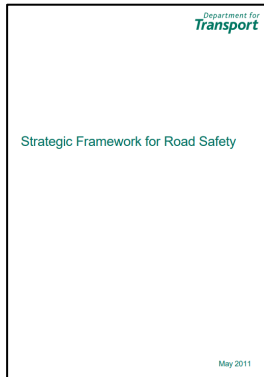 Department for
Transport
Strategic Framework for Road Safety
May 2011